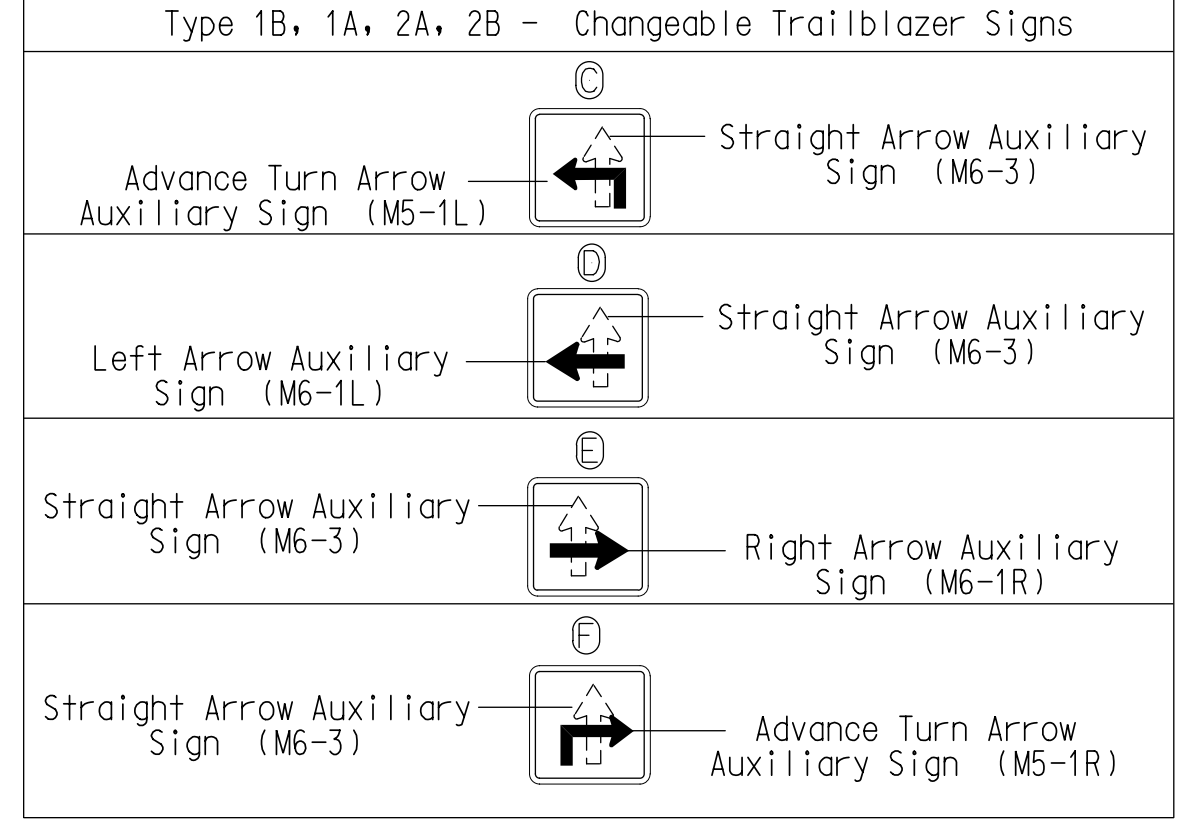 Type 1B, 1A, 2A, 2B - Changeable Trailblazer Signs
C
Straight Arrow Auxiliary
Sign (M6-3)
Advance Turn Arrow
Auxiliary Sign (M5-1L)
D
Straight Arrow Auxiliary
Sign (M6-3)
Left Arrow Auxiliary
Sign (M6-1L)
E
Straight Arrow Auxiliary
Sign (M6-3)
Right Arrow Auxiliary
Sign (M6-1R)
F
Straight Arrow Auxiliary
Sign (M6-3)
Advance Turn Arrow
Auxiliary Sign (M5-1R)